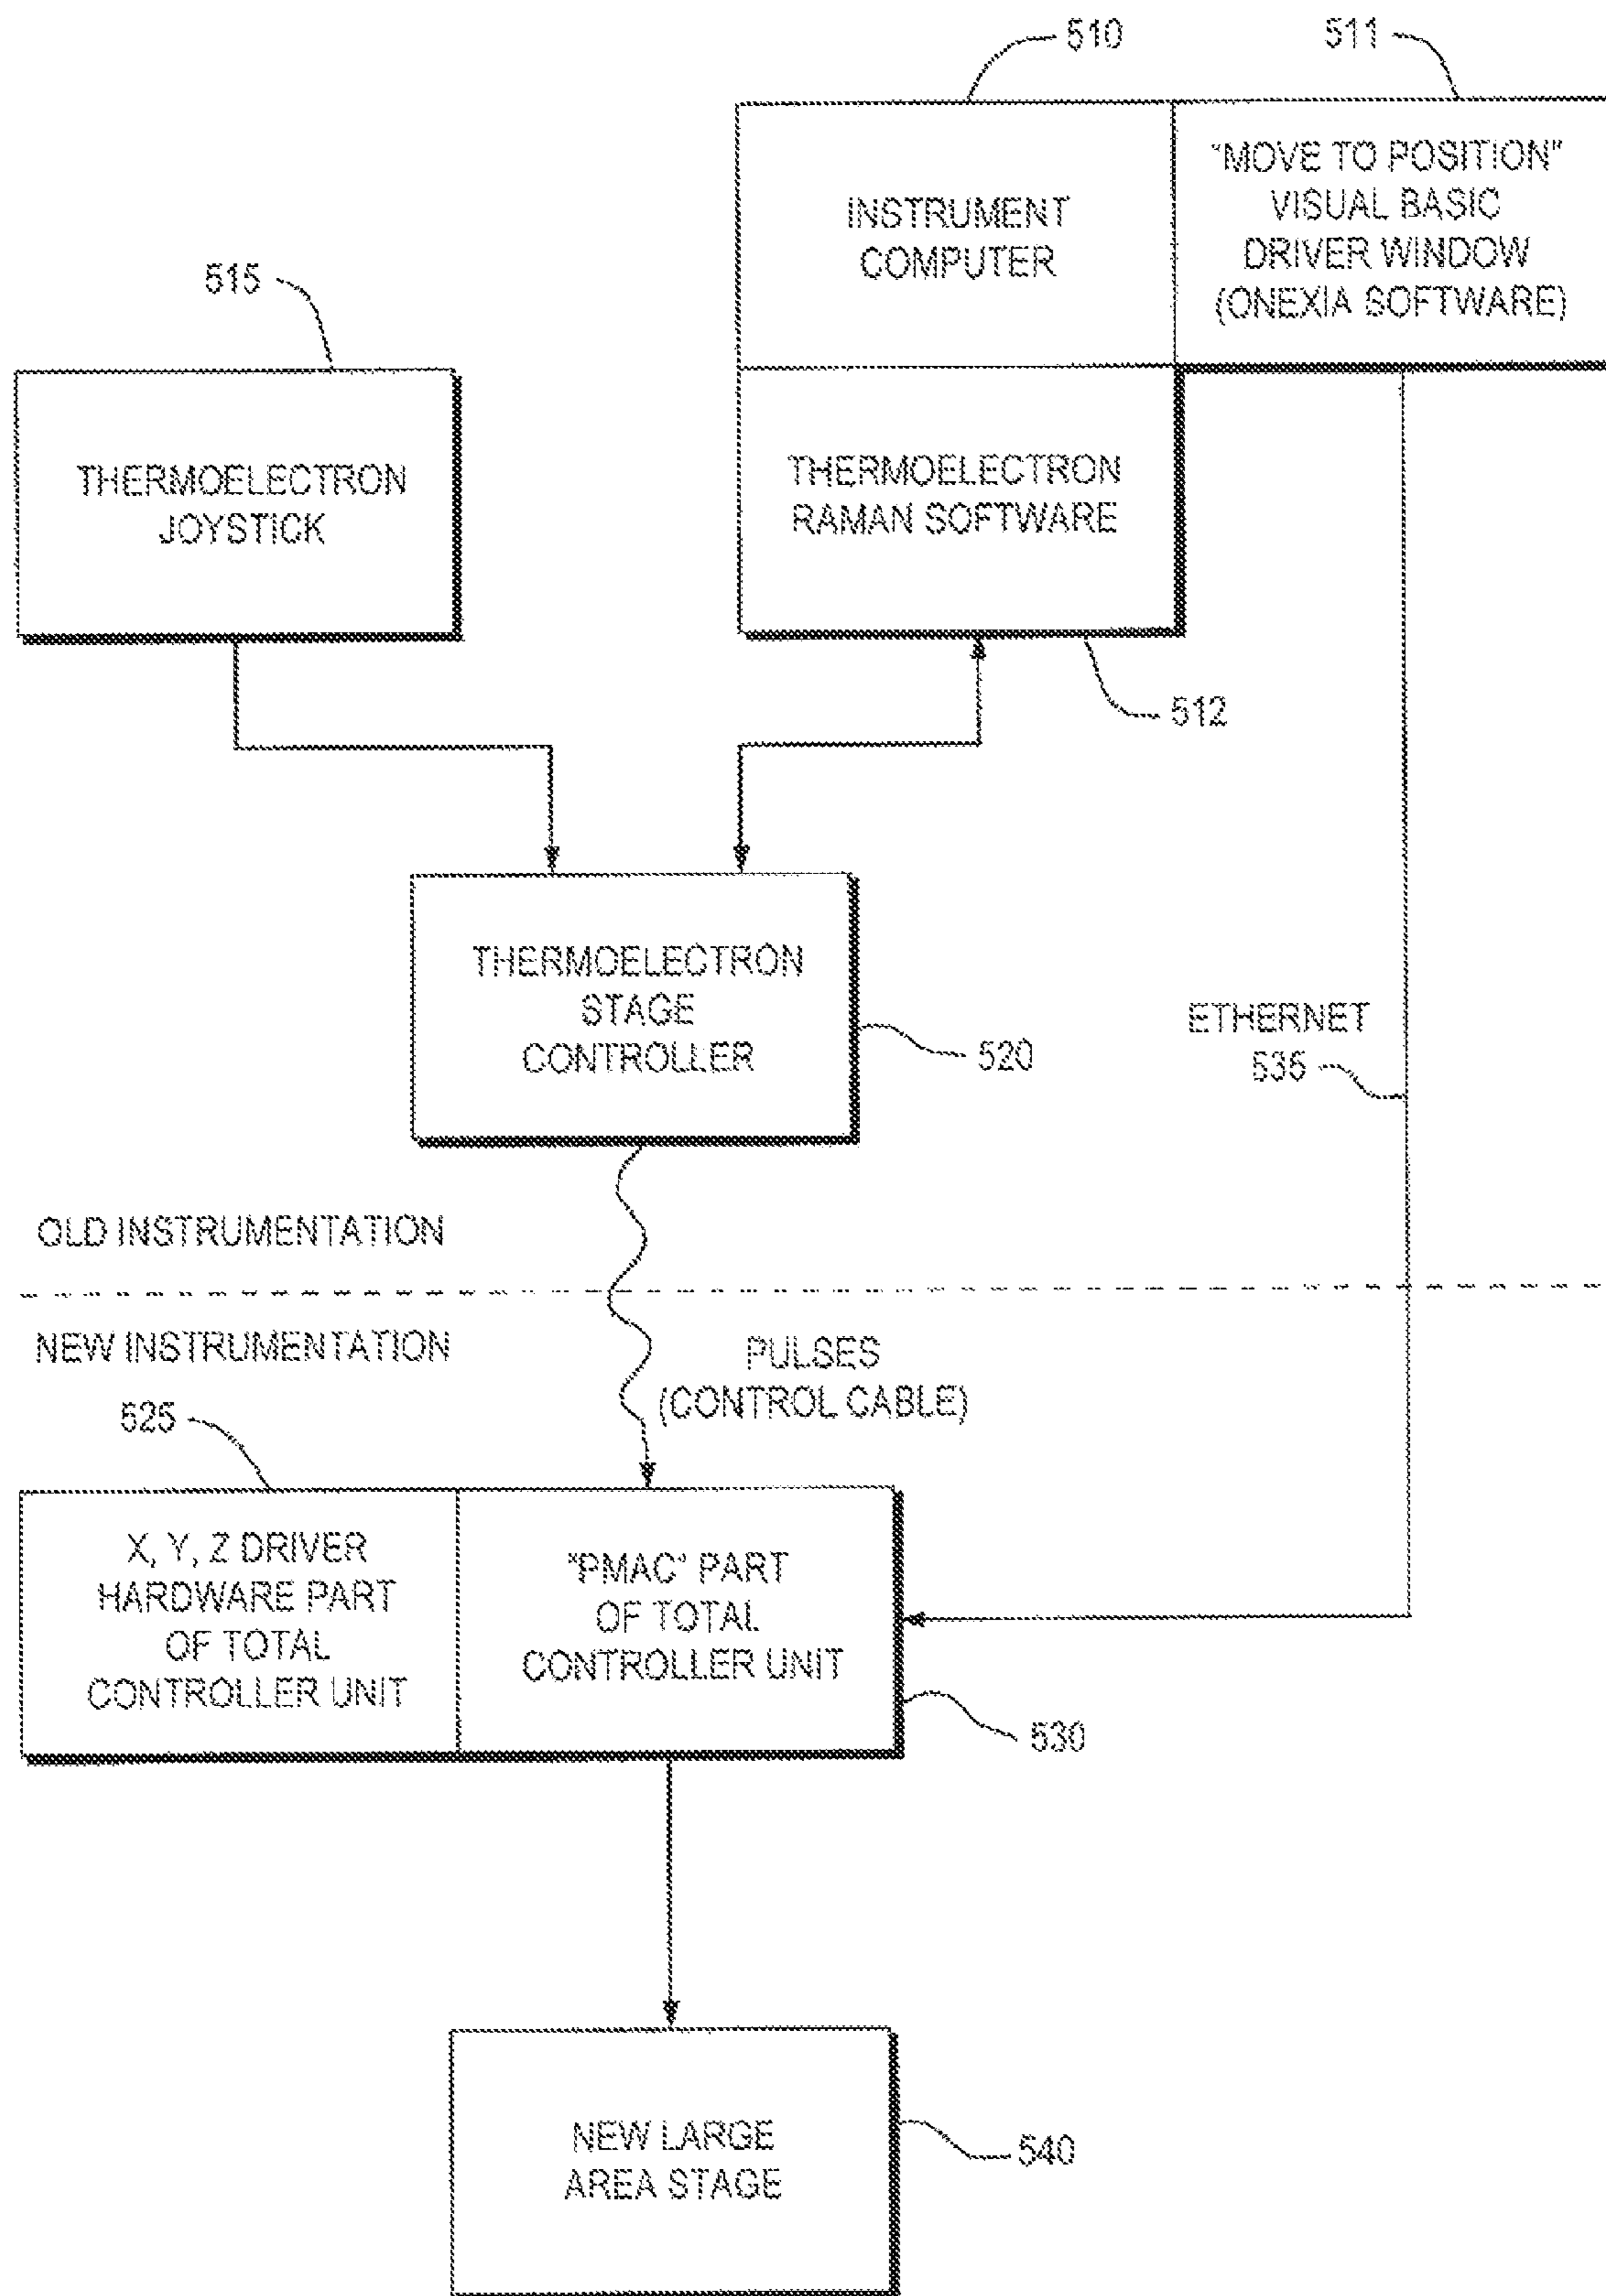 510
511
INSTRUMENT
COMPUTER
"MOVE TO POSITION"
VISUAL BASIC
DRIVER WINDOW
(ONEXIA SOFTWARE)
515
THERMOELECTRON
JOYSTICK
THERMOELECTRON
RAMAN SOFTWARE
512
THERMOELECTRON
STAGE
CONTROLLER
520
ETHERNET
535
OLD INSTRUMENTATION
NEW INSTRUMENTATION
PULSES
(CONTROL CABLE)
525
X, Y, Z DRIVER
HARDWARE PART
OF TOTAL
CONTROLLER UNIT
"PMAC" PART
OF TOTAL
CONTROLLER UNIT
530
NEW LARGE
AREA STAGE
540